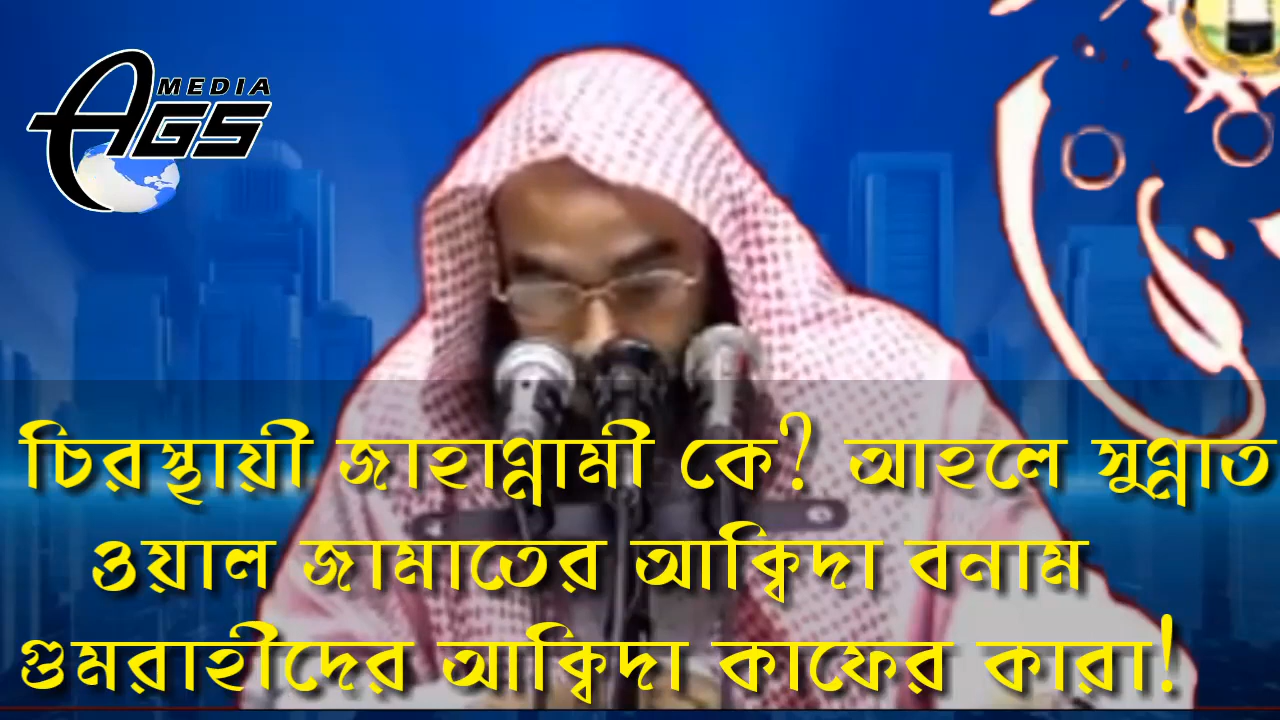 MEDIA
AGS
চিরস্থায়ী জাহাণ্নামী কে? আহলে সুণ্নাত
ওয়াল জামাতের আক্বিদা বনাম
গুমরাহীদের আক্বিদা কাফের কারা!